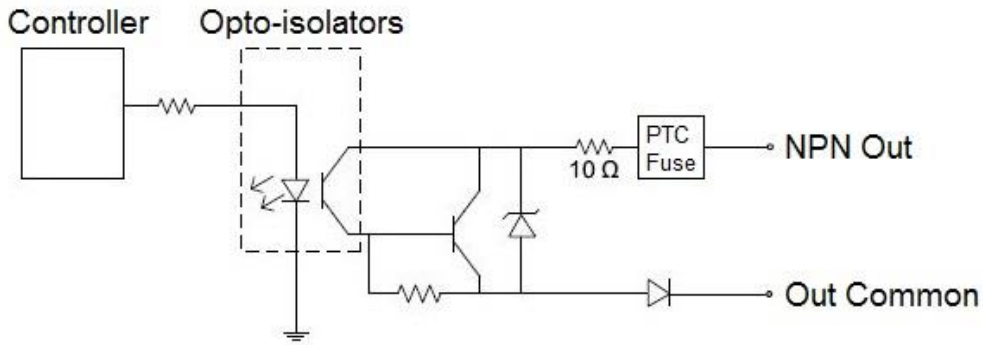 Controller
Opto-isolators
PTC
Fuse
10 Ω
NPN Out
Out Common